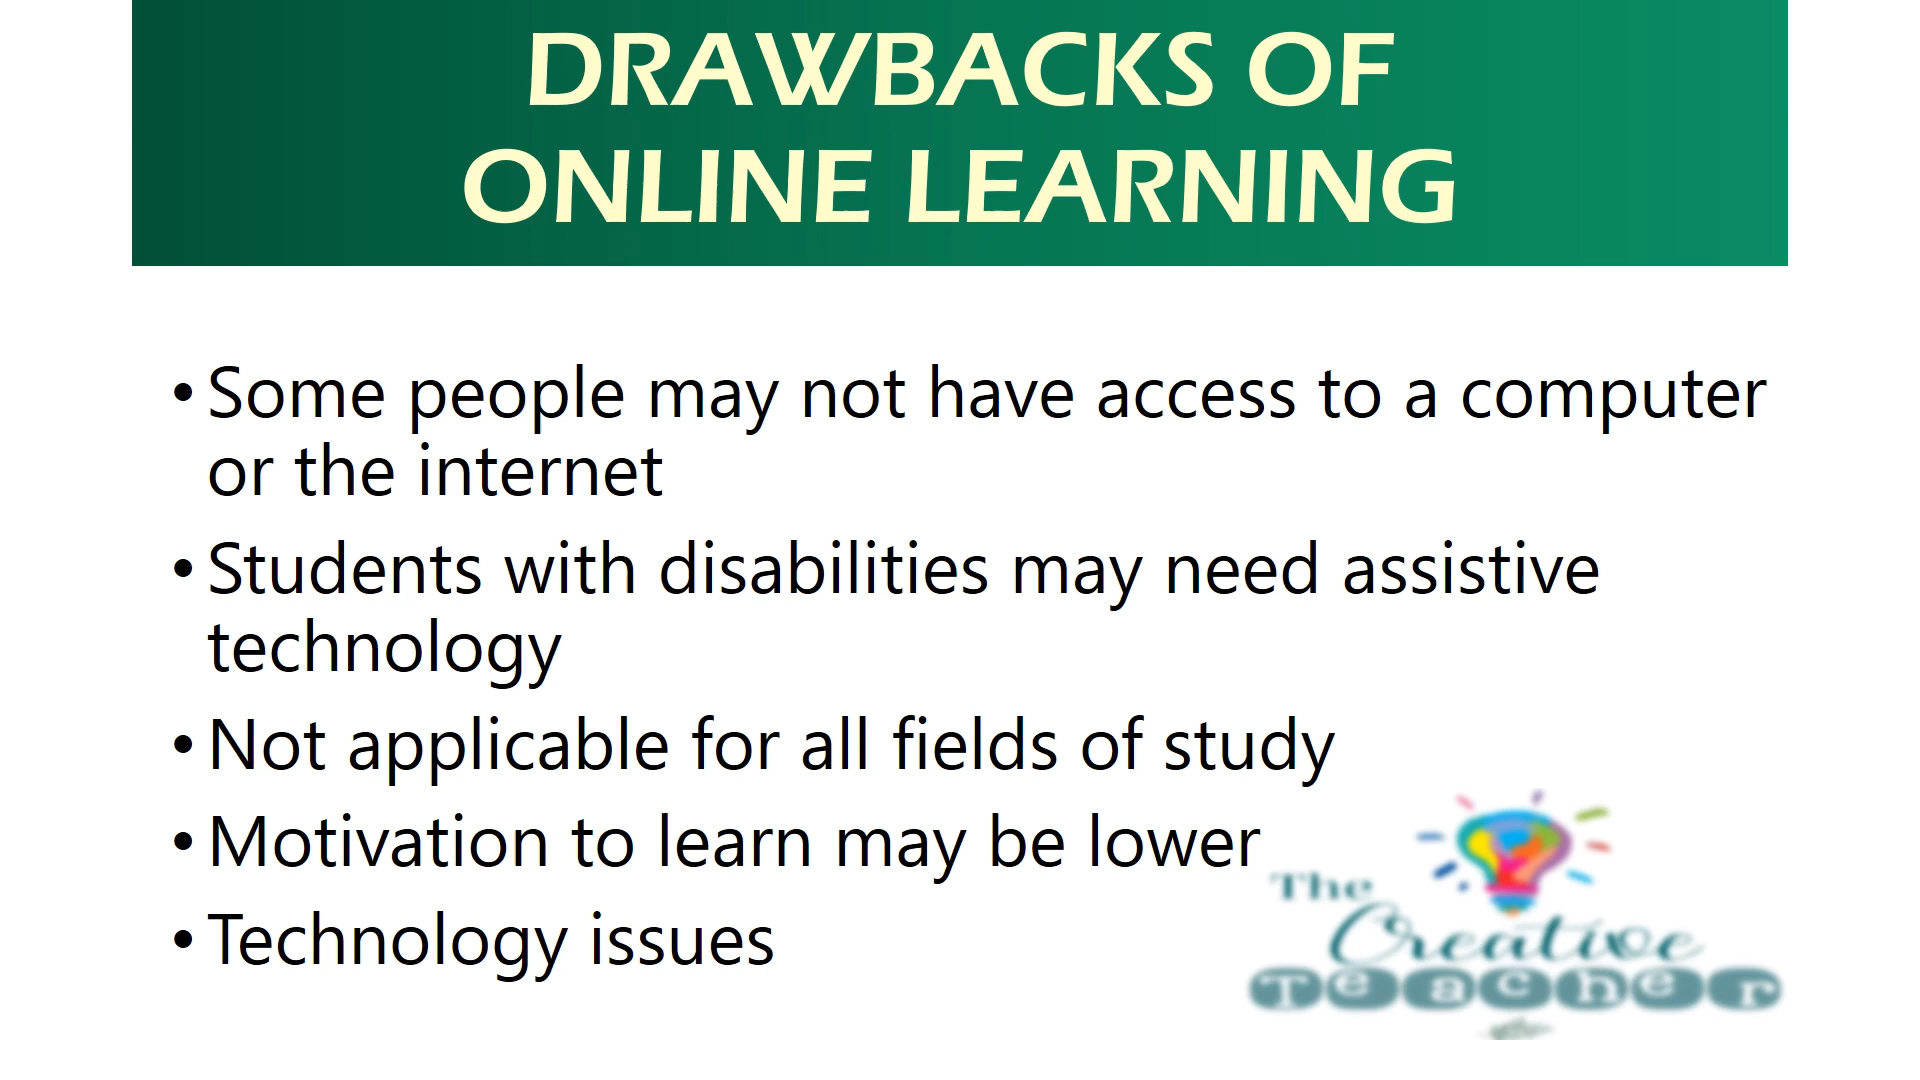 DRAWBACKS OF
ONLINE LEARNING
• Some people may not have access to a computer
or the internet
• Students with disabilities may need assistive
technology
• Not applicable for all fields of study
• Motivation to learn may be lower
• Technology issues
The
Creative
Teacher